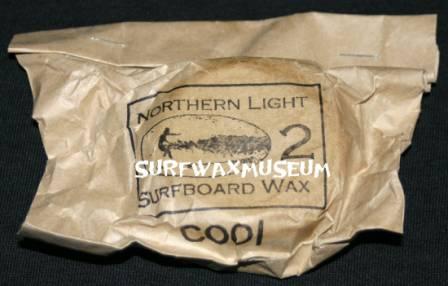 NORTHERN LIGHT
2
SURFWAXMUSEUM
SURFBOARD WAX
COOl